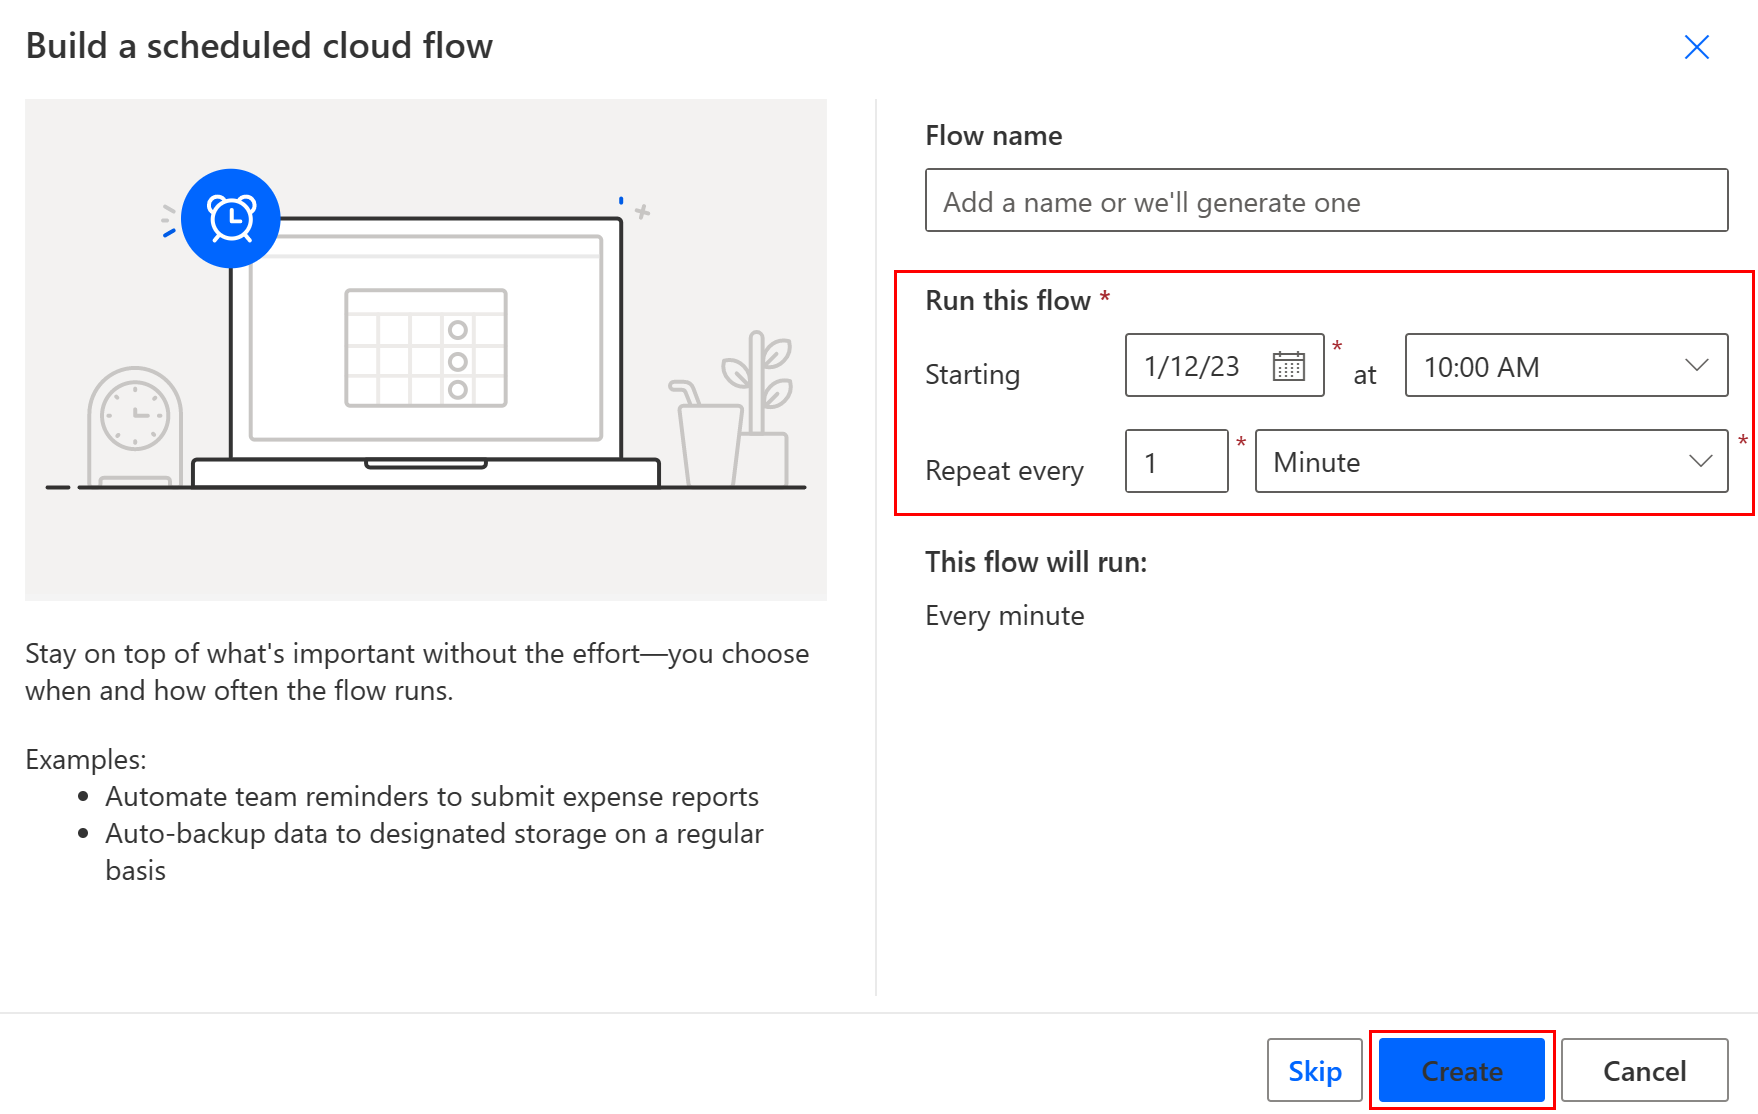 Build a scheduled cloud flow
Stay on top of what's important without the effort—you choose
when and how often the flow runs.
Examples:
• Automate team reminders to submit expense reports
• Auto-backup data to designated storage on a regular
basis
Flow name
Add a name or we'll generate one
Run this flow *
Starting 1/12/23 * at 10:00 AM
Repeat every 1 * Minute *
This flow will run:
Every minute
Skip Create Cancel